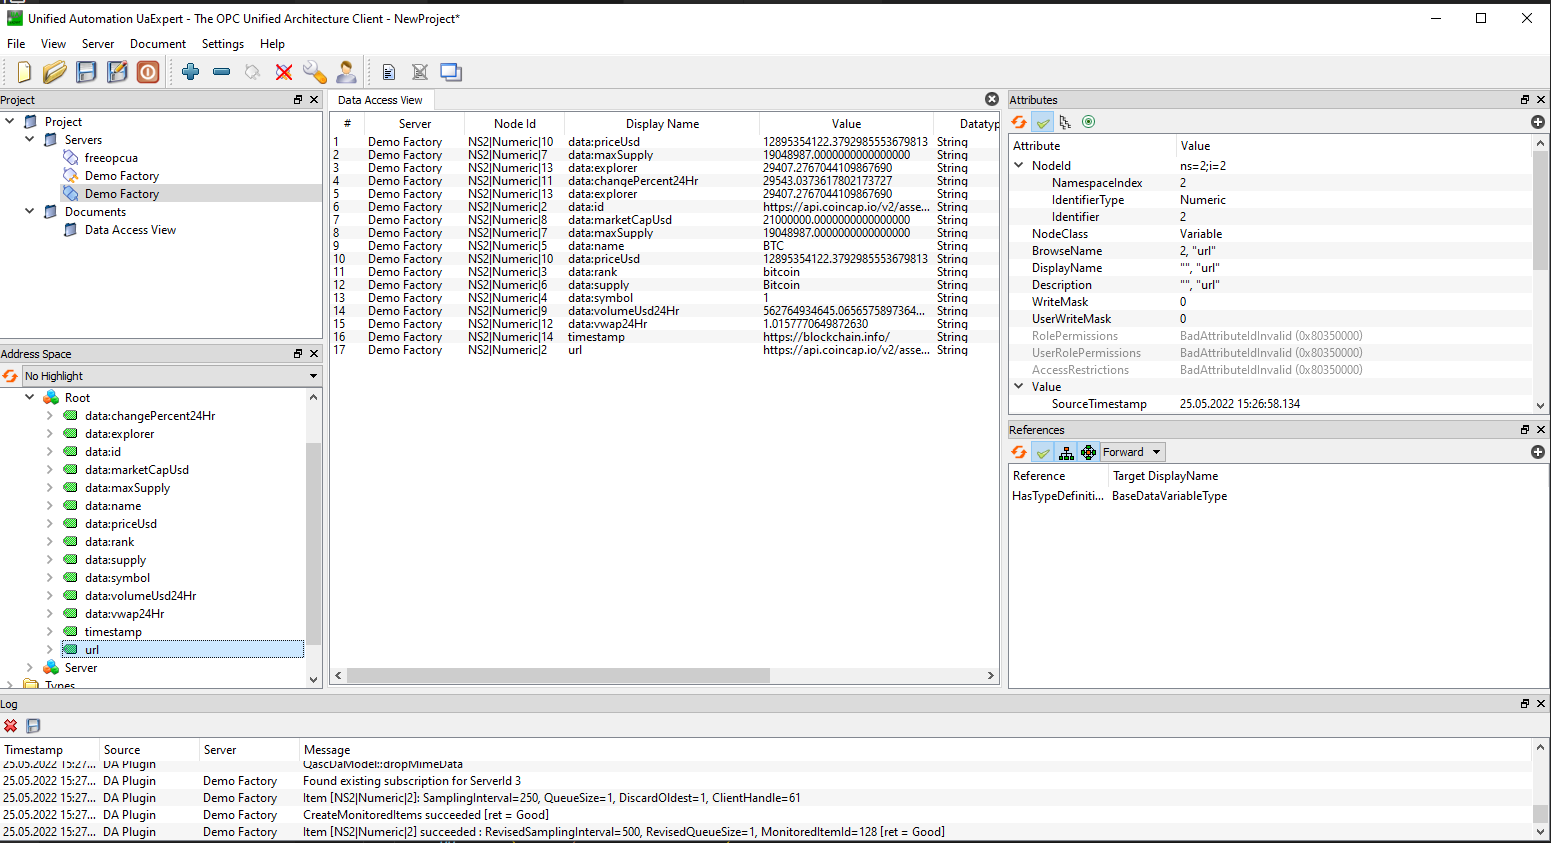 Unified Automation UaExpert - The OPC Unified Architecture Client - NewProject*
File View Server Document Settings Help
Project
Project
Servers
freeopcua
Demo Factory
Demo Factory
Documents
Data Access View
Address Space
No Highlight
Root
data:changePercent24Hr
data:explorer
data:id
data:marketCapUsd
data:maxSupply
data:name
data:priceUsd
data:rank
data:supply
data:symbol
data:volumeUsd24Hr
data:vwap24Hr
timestamp
url
Server
Types
Data Access View
# Server Node Id Display Name Value Datatyp
1 Demo Factory NS2|Numeric|10 data:priceUsd 12895354122.3792985553679813 String
2 Demo Factory NS2|Numeric|7 data:maxSupply 19048987.0000000000000000 String
3 Demo Factory NS2|Numeric|13 data:explorer 29407.2767044109867690 String
4 Demo Factory NS2|Numeric|11 data:changePercent24Hr 29543.0373617802173727 String
5 Demo Factory NS2|Numeric|13 data:explorer 29407.2767044109867690 String
6 Demo Factory NS2|Numeric|2 data:id https://api.coincap.io/v2/asse... String
7 Demo Factory NS2|Numeric|8 data:marketCapUsd 21000000.0000000000000000 String
8 Demo Factory NS2|Numeric|7 data:maxSupply 19048987.0000000000000000 String
9 Demo Factory NS2|Numeric|5 data:name BTC String
10 Demo Factory NS2|Numeric|10 data:priceUsd 12895354122.3792985553679813 String
11 Demo Factory NS2|Numeric|3 data:rank bitcoin String
12 Demo Factory NS2|Numeric|6 data:supply Bitcoin String
13 Demo Factory NS2|Numeric|4 data:symbol 1 String
14 Demo Factory NS2|Numeric|9 data:volumeUsd24Hr 562764934645.0656575897364... String
15 Demo Factory NS2|Numeric|12 data:vwap24Hr 1.0157770649872630 String
16 Demo Factory NS2|Numeric|14 timestamp https://blockchain.info/ String
17 Demo Factory NS2|Numeric|2 url https://api.coincap.io/v2/asse... String
Attributes
Attribute Value
NodeId ns=2;i=2
NamespaceIndex 2
IdentifierType Numeric
Identifier 2
NodeClass Variable
BrowseName 2, "url"
DisplayName "", "url"
Description "", "url"
WriteMask 0
UserWriteMask 0
RolePermissions BadAttributeIdInvalid (0x80350000)
UserRolePermissions BadAttributeIdInvalid (0x80350000)
AccessRestrictions BadAttributeIdInvalid (0x80350000)
Value
SourceTimestamp 25.05.2022 15:26:58.134
References
Forward
Reference Target DisplayName
HasTypeDefiniti... BaseDataVariableType
Log
Timestamp Source Server Message
25.05.2022 15:27... DA Plugin QascDaModel::dropMimeData
25.05.2022 15:27... DA Plugin Demo Factory Found existing subscription for ServerId 3
25.05.2022 15:27... DA Plugin Demo Factory Item [NS2|Numeric|2]: SamplingInterval=250, QueueSize=1, DiscardOldest=1, ClientHandle=61
25.05.2022 15:27... DA Plugin Demo Factory CreateMonitoredItems succeeded [ret = Good]
25.05.2022 15:27... DA Plugin Demo Factory Item [NS2|Numeric|2] succeeded : RevisedSamplingInterval=500, RevisedQueueSize=1, MonitoredItemId=128 [ret = Good]